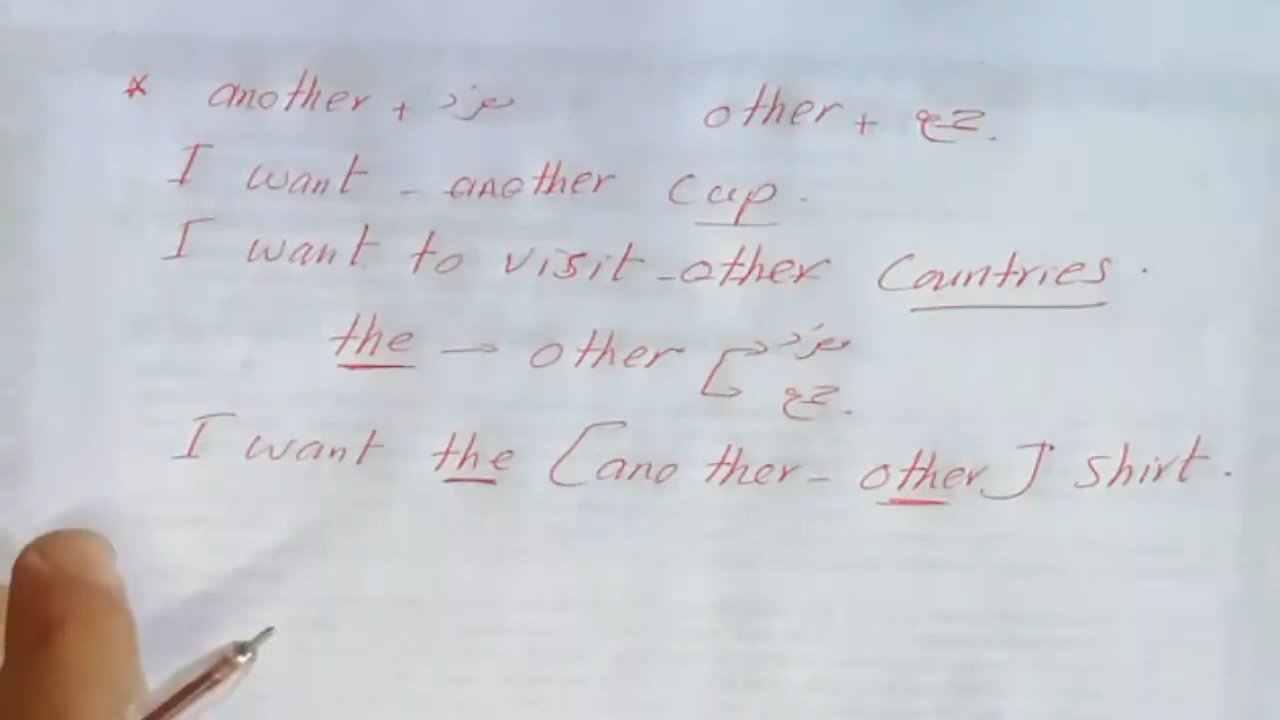 * another + مفرد other + جمع.
I want - another cup.
I want to visit - other Countries.
the → other [ مفرد
جمع.
I want the [another - other] shirt.